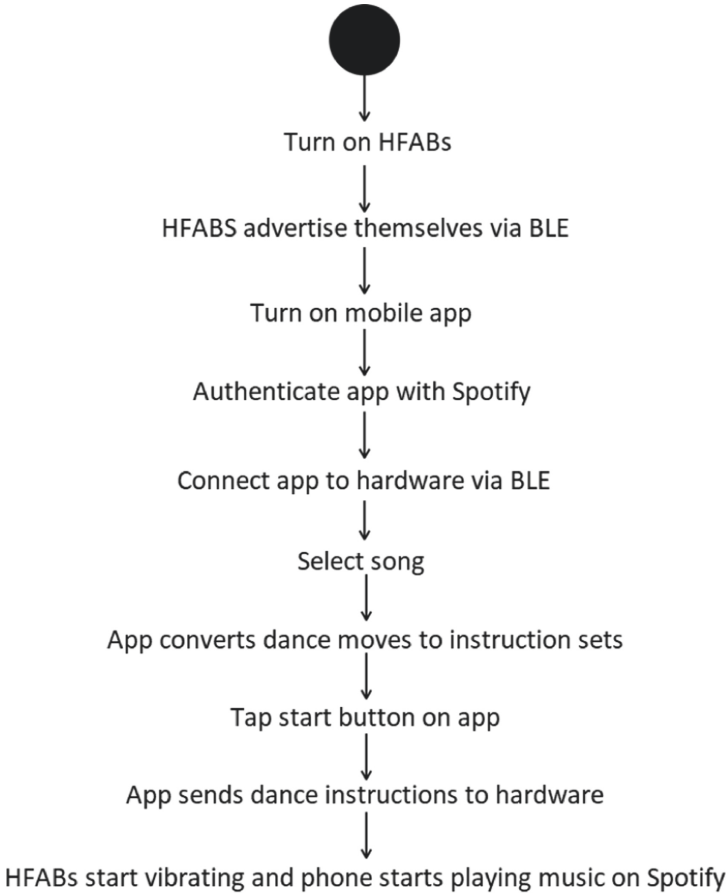 Turn on HFABs
HFABS advertise themselves via BLE
Turn on mobile app
Authenticate app with Spotify
Connect app to hardware via BLE
Select song
App converts dance moves to instruction sets
Tap start button on app
App sends dance instructions to hardware
HFABs start vibrating and phone starts playing music on Spotify